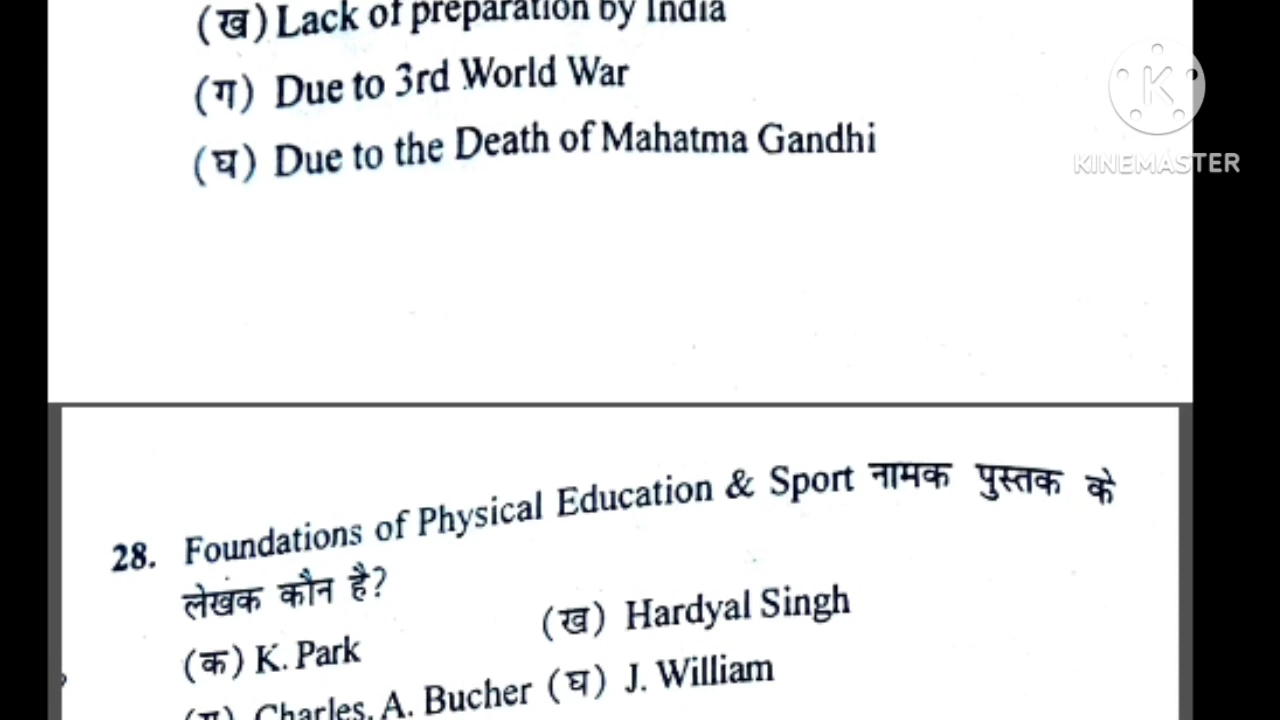 (ख) Lack of preparation by India
(ग) Due to 3rd World War
(घ) Due to the Death of Mahatma Gandhi
KINEMASTER
28. Foundations of Physical Education & Sport नामक पुस्तक के
लेखक कौन है?
(क) K. Park (ख) Hardyal Singh
(ग) Charles. A. Bucher (घ) J. William